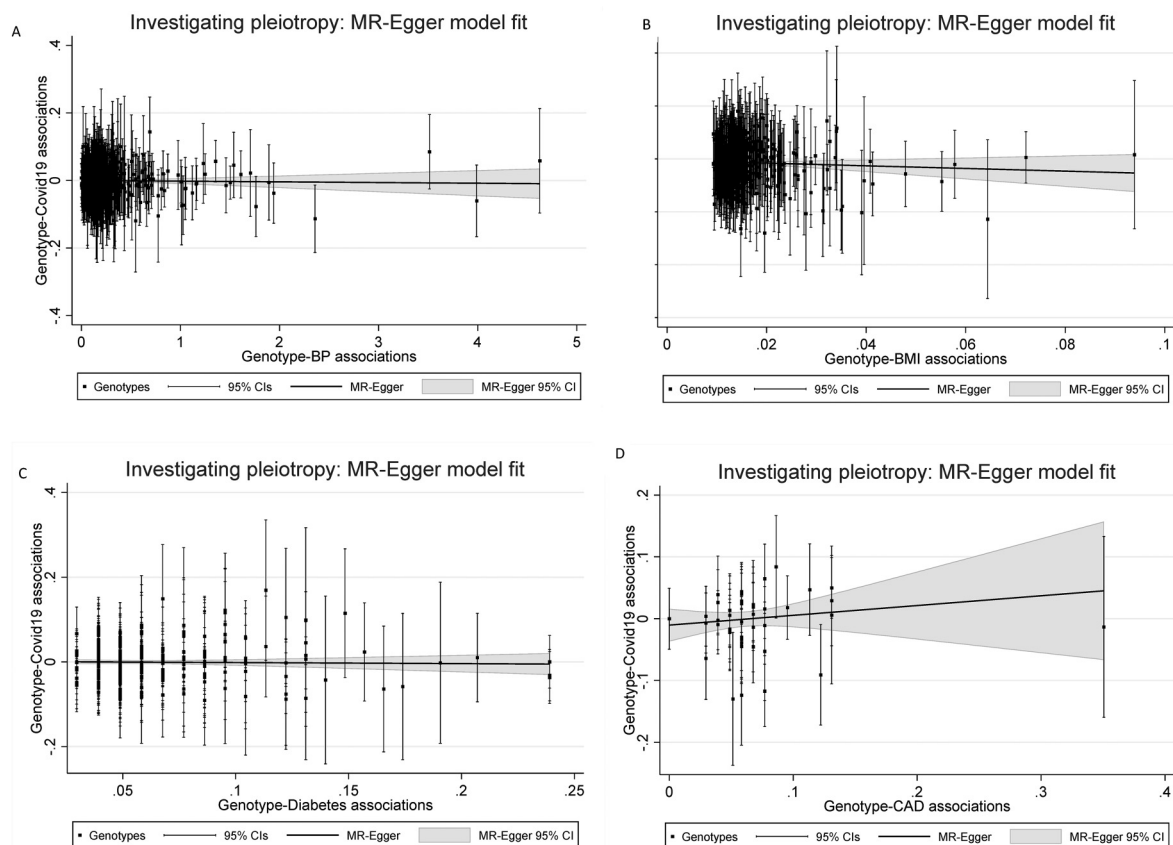 A
Investigating pleiotropy: MR-Egger model fit
Genotype-Covid19 associations
.4
.2
0
-.2
-.4
0 1 2 3 4 5
Genotype-BP associations
Genotypes 95% CIs MR-Egger MR-Egger 95% CI
B
Investigating pleiotropy: MR-Egger model fit
Genotype-Covid19 associations
0 .02 .04 .06 .08 .1
Genotype-BMI associations
Genotypes 95% CIs MR-Egger MR-Egger 95% CI
C
Investigating pleiotropy: MR-Egger model fit
Genotype-Covid19 associations
.4
.2
0
-.2
.05 .1 .15 .2 .25
Genotype-Diabetes associations
Genotypes 95% CIs MR-Egger MR-Egger 95% CI
D
Investigating pleiotropy: MR-Egger model fit
Genotype-Covid19 associations
.2
.1
0
.1
.2
0 .1 .2 .3 .4
Genotype-CAD associations
Genotypes 95% CIs MR-Egger MR-Egger 95% CI